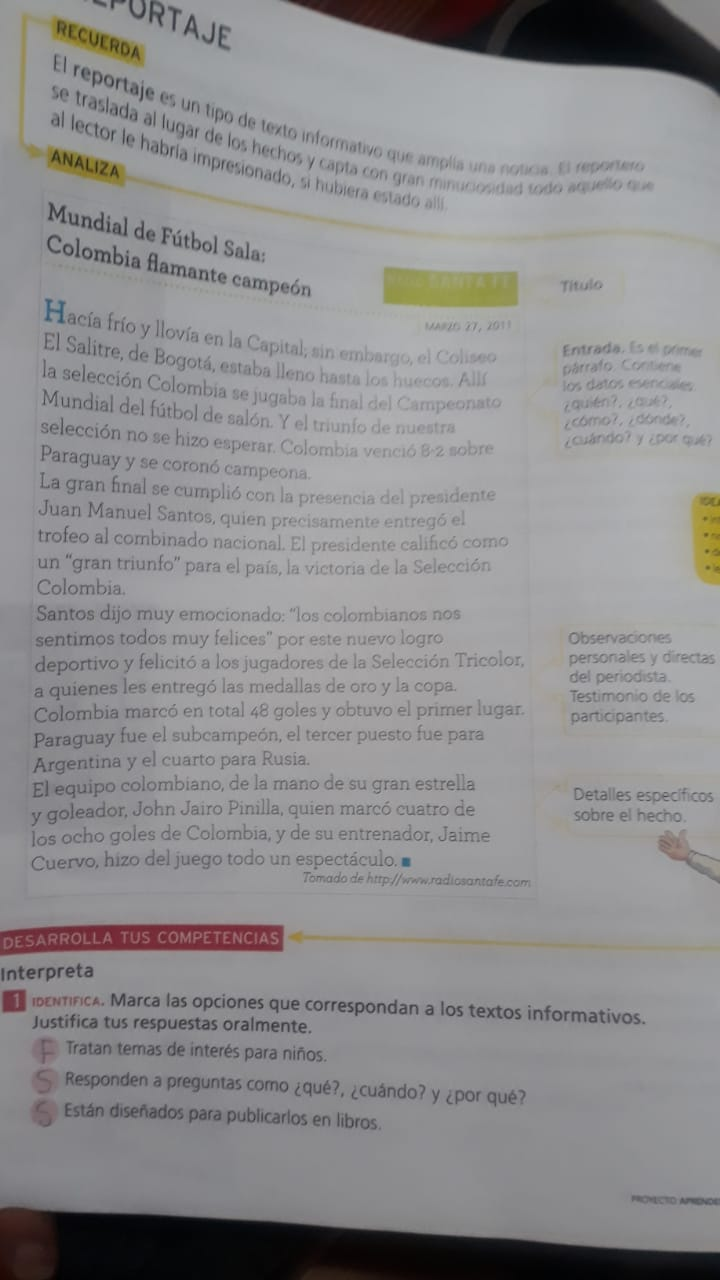 REPORTAJE
RECUERDA
El reportaje es un tipo de texto informativo que amplía una noticia. El reportero
se traslada al lugar de los hechos y capta con gran minuciosidad todo aquello que
al lector le habría impresionado, si hubiera estado allí.
ANALIZA
Mundial de Fútbol Sala:
Colombia flamante campeón
SANTA FE
Título
MARZO 27, 2011
Hacía frío y llovía en la Capital; sin embargo, el Coliseo
El Salitre, de Bogotá, estaba lleno hasta los huecos. Allí
la selección Colombia se jugaba la final del Campeonato
Mundial del fútbol de salón. Y el triunfo de nuestra
selección no se hizo esperar. Colombia venció 8-2 sobre
Paraguay y se coronó campeona.
Entrada. Es el primer
párrafo. Contiene
los datos esenciales:
¿quién?, ¿qué?,
¿cómo?, ¿dónde?,
¿cuándo? y ¿por qué?
La gran final se cumplió con la presencia del presidente
Juan Manuel Santos, quien precisamente entregó el
trofeo al combinado nacional. El presidente calificó como
un “gran triunfo” para el país, la victoria de la Selección
Colombia.
Santos dijo muy emocionado: “los colombianos nos
sentimos todos muy felices” por este nuevo logro
deportivo y felicitó a los jugadores de la Selección Tricolor,
a quienes les entregó las medallas de oro y la copa.
Colombia marcó en total 48 goles y obtuvo el primer lugar.
Paraguay fue el subcampeón, el tercer puesto fue para
Argentina y el cuarto para Rusia.
Observaciones
personales y directas
del periodista.
Testimonio de los
participantes.
El equipo colombiano, de la mano de su gran estrella
y goleador, John Jairo Pinilla, quien marcó cuatro de
los ocho goles de Colombia, y de su entrenador, Jaime
Cuervo, hizo del juego todo un espectáculo.
Detalles específicos
sobre el hecho.
Tomado de http://www.radiosantafe.com
DESARROLLA TUS COMPETENCIAS
Interpreta
1 IDENTIFICA. Marca las opciones que correspondan a los textos informativos.
Justifica tus respuestas oralmente.
F Tratan temas de interés para niños.
S Responden a preguntas como ¿qué?, ¿cuándo? y ¿por qué?
S Están diseñados para publicarlos en libros.
PROYECTO APRENDE